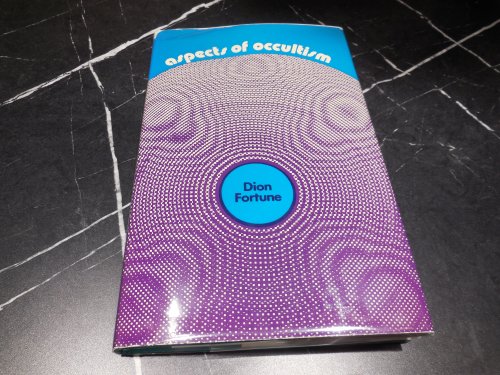 aspects of occultism
Dion
Fortune